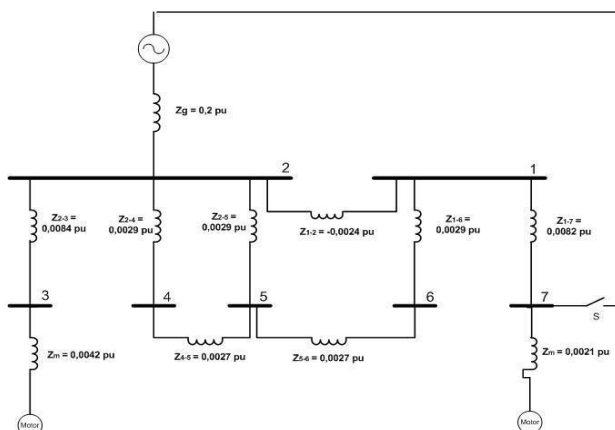 Zg = 0,2 pu
2
1
Z2-3 =
0,0084 pu
Z2-4 =
0,0029 pu
Z2-5 =
0,0029 pu
Z1-2 = -0,0024 pu
Z1-6 =
0,0029 pu
Z1-7 =
0,0082 pu
3
4
5
6
7
S
Zm = 0,0042 pu
Z4-5 = 0,0027 pu
Z5-6 = 0,0027 pu
Zm = 0,0021 pu
Motor
Motor